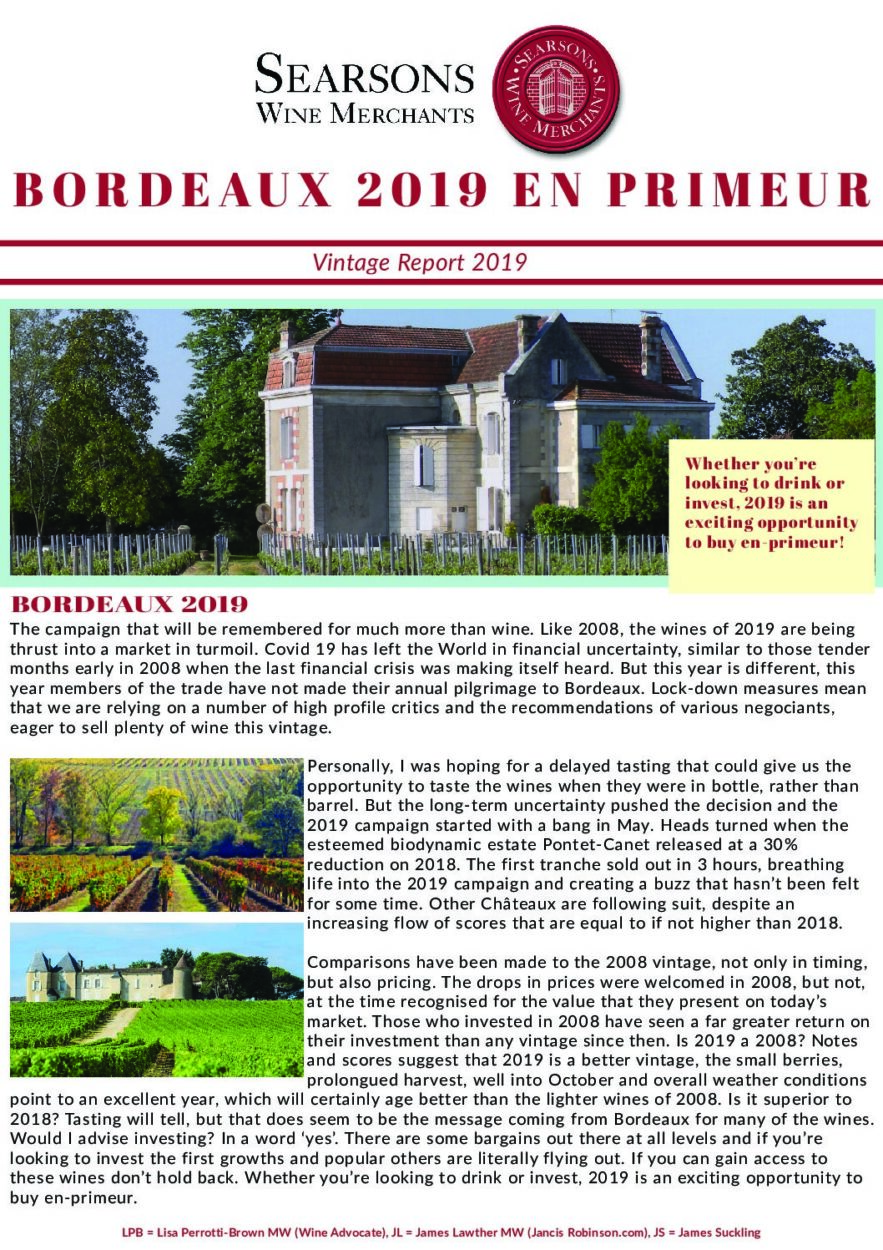 SEARSONS
WINE MERCHANTS
SEARSONS
WINE MERCHANTS
BORDEAUX 2019 EN PRIMEUR
Vintage Report 2019
Whether you're
looking to drink or
invest, 2019 is an
exciting opportunity
to buy en-primeur!
BORDEAUX 2019
The campaign that will be remembered for much more than wine. Like 2008, the wines of 2019 are being
thrust into a market in turmoil. Covid 19 has left the World in financial uncertainty, similar to those tender
months early in 2008 when the last financial crisis was making itself heard. But this year is different, this
year members of the trade have not made their annual pilgrimage to Bordeaux. Lock-down measures mean
that we are relying on a number of high profile critics and the recommendations of various negociants,
eager to sell plenty of wine this vintage.
Personally, I was hoping for a delayed tasting that could give us the
opportunity to taste the wines when they were in bottle, rather than
barrel. But the long-term uncertainty pushed the decision and the
2019 campaign started with a bang in May. Heads turned when the
esteemed biodynamic estate Pontet-Canet released at a 30%
reduction on 2018. The first tranche sold out in 3 hours, breathing
life into the 2019 campaign and creating a buzz that hasn't been felt
for some time. Other Châteaux are following suit, despite an
increasing flow of scores that are equal to if not higher than 2018.
Comparisons have been made to the 2008 vintage, not only in timing,
but also pricing. The drops in prices were welcomed in 2008, but not,
at the time recognised for the value that they present on today's
market. Those who invested in 2008 have seen a far greater return on
their investment than any vintage since then. Is 2019 a 2008? Notes
and scores suggest that 2019 is a better vintage, the small berries,
prolongued harvest, well into October and overall weather conditions
point to an excellent year, which will certainly age better than the lighter wines of 2008. Is it superior to
2018? Tasting will tell, but that does seem to be the message coming from Bordeaux for many of the wines.
Would I advise investing? In a word 'yes'. There are some bargains out there at all levels and if you're
looking to invest the first growths and popular others are literally flying out. If you can gain access to
these wines don't hold back. Whether you're looking to drink or invest, 2019 is an exciting opportunity to
buy en-primeur.
LPB = Lisa Perrotti-Brown MW (Wine Advocate), JL = James Lawther MW (Jancis Robinson.com), JS = James Suckling